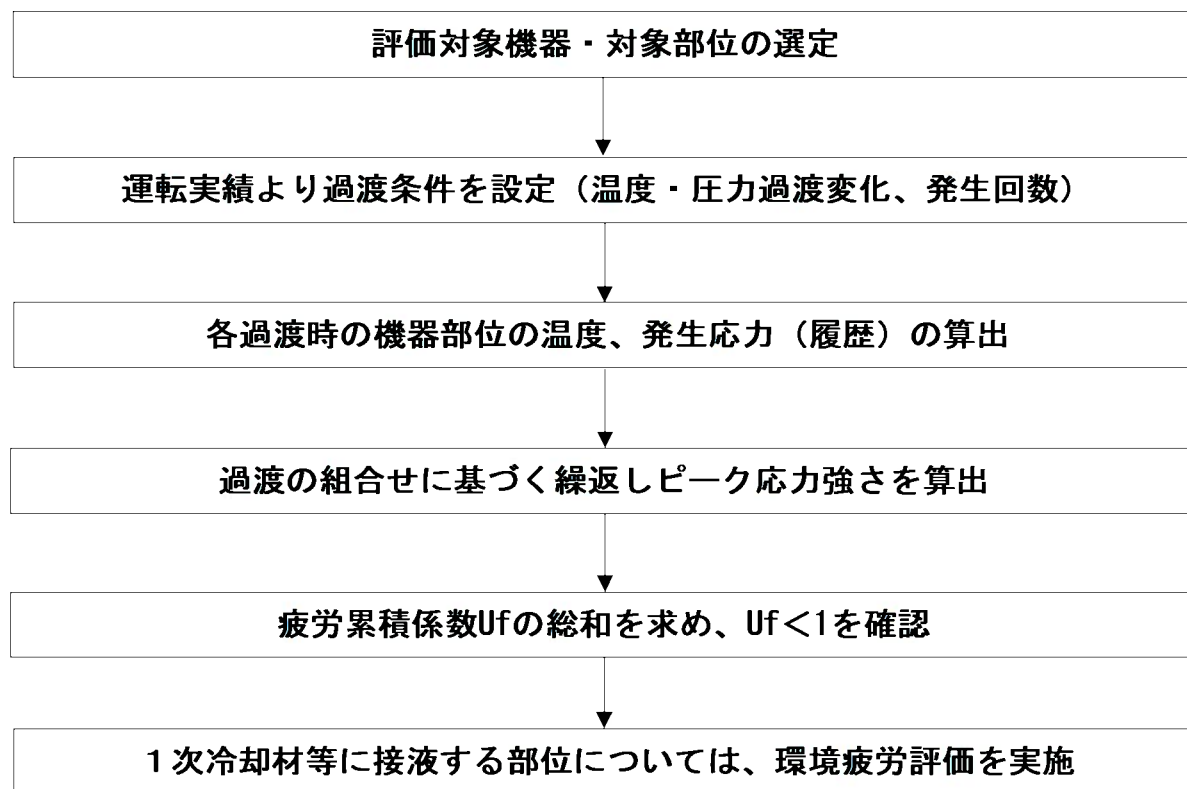 評価対象機器・対象部位の選定
運転実績より過渡条件を設定（温度・圧力過渡変化、発生回数）
各過渡時の機器部位の温度、発生応力（履歴）の算出
過渡の組合せに基づく繰返しピーク応力強さを算出
疲労累積係数Ufの総和を求め、Uf＜1を確認
１次冷却材等に接液する部位については、環境疲労評価を実施